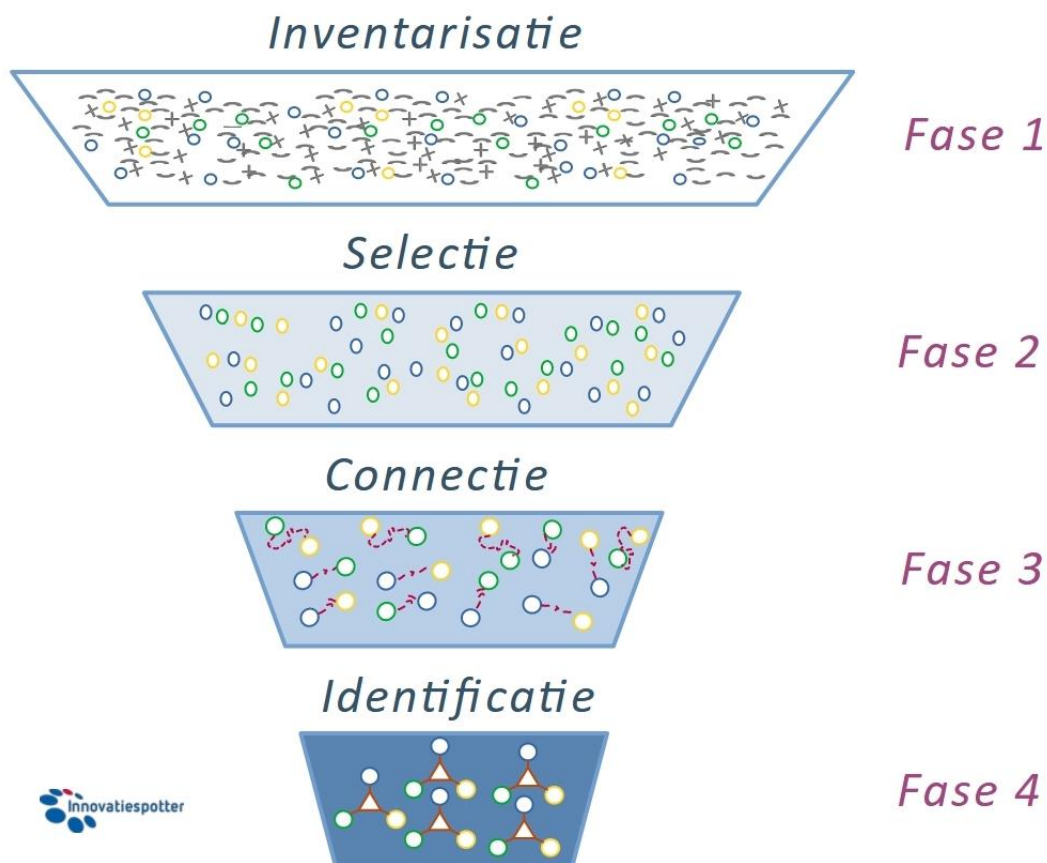 Inventarisatie
Fase 1
Selectie
Fase 2
Connectie
Fase 3
Identificatie
Fase 4
Innovatiespotter